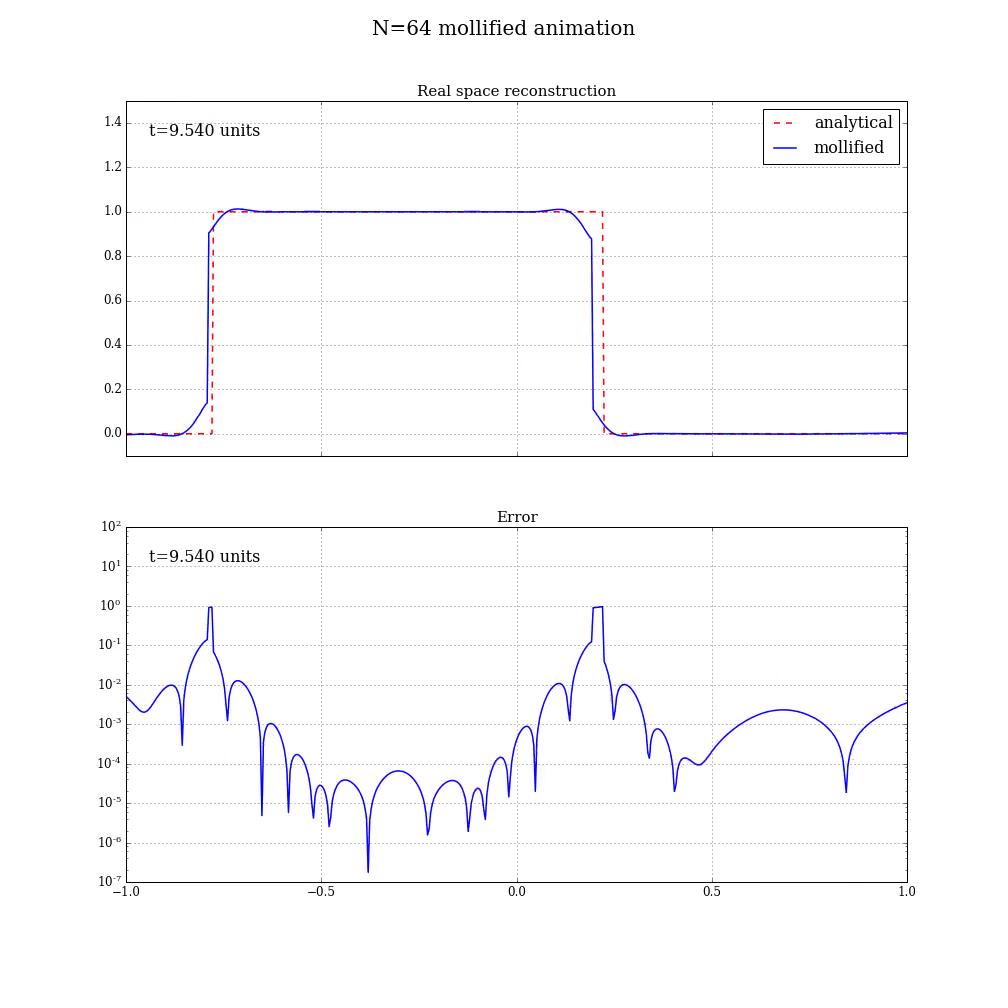 N=64 mollified animation
Real space reconstruction
t=9.540 units
analytical
mollified
1.4
1.2
1.0
0.8
0.6
0.4
0.2
0.0
Error
t=9.540 units
10²
10¹
10⁰
10⁻¹
10⁻²
10⁻³
10⁻⁴
10⁻⁵
10⁻⁶
10⁻⁷
−1.0 −0.5 0.0 0.5 1.0